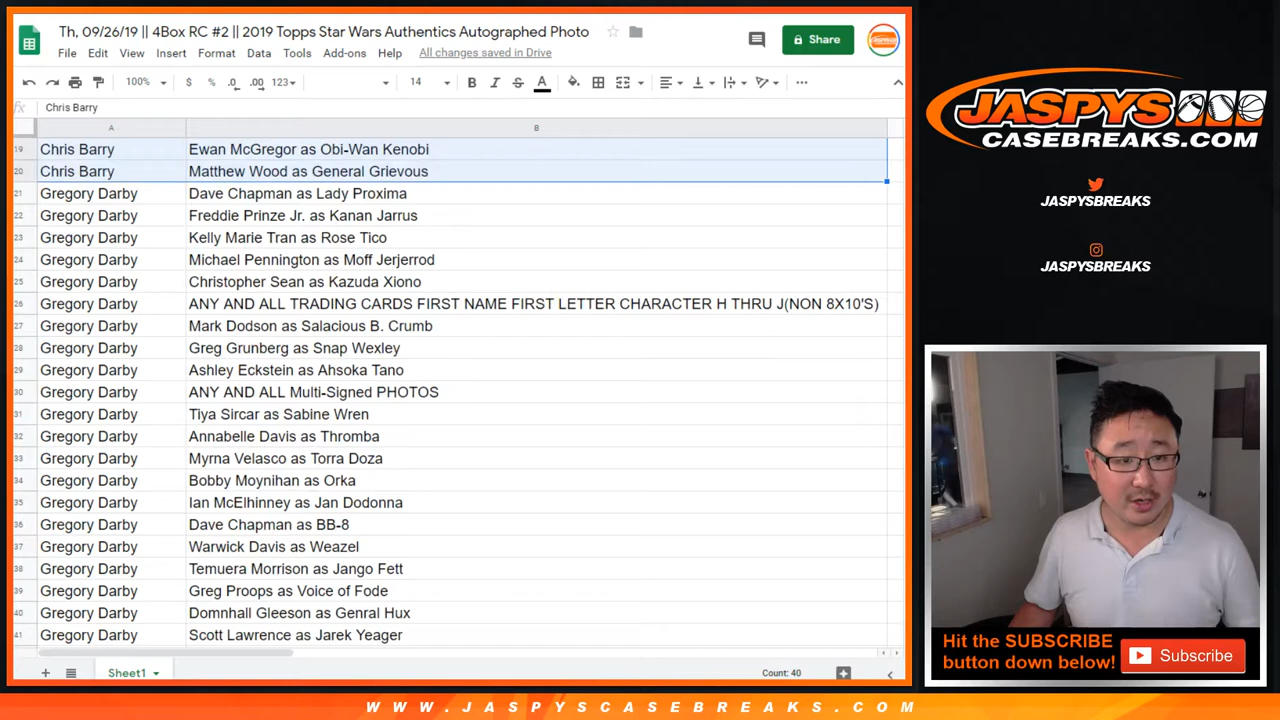 Th, 09/26/19 || 4Box RC #2 || 2019 Topps Star Wars Authentics Autographed Photo
File Edit View Insert Format Data Tools Add-ons Help All changes saved in Drive
Share
100% $ % .0 .00 123 14 B I S A
fx Chris Barry
A B
19 Chris Barry Ewan McGregor as Obi-Wan Kenobi
20 Chris Barry Matthew Wood as General Grievous
21 Gregory Darby Dave Chapman as Lady Proxima
22 Gregory Darby Freddie Prinze Jr. as Kanan Jarrus
23 Gregory Darby Kelly Marie Tran as Rose Tico
24 Gregory Darby Michael Pennington as Moff Jerjerrod
25 Gregory Darby Christopher Sean as Kazuda Xiono
26 Gregory Darby ANY AND ALL TRADING CARDS FIRST NAME FIRST LETTER CHARACTER H THRU J(NON 8X10'S)
27 Gregory Darby Mark Dodson as Salacious B. Crumb
28 Gregory Darby Greg Grunberg as Snap Wexley
29 Gregory Darby Ashley Eckstein as Ahsoka Tano
30 Gregory Darby ANY AND ALL Multi-Signed PHOTOS
31 Gregory Darby Tiya Sircar as Sabine Wren
32 Gregory Darby Annabelle Davis as Thromba
33 Gregory Darby Myrna Velasco as Torra Doza
34 Gregory Darby Bobby Moynihan as Orka
35 Gregory Darby Ian McElhinney as Jan Dodonna
36 Gregory Darby Dave Chapman as BB-8
37 Gregory Darby Warwick Davis as Weazel
38 Gregory Darby Temuera Morrison as Jango Fett
39 Gregory Darby Greg Proops as Voice of Fode
40 Gregory Darby Domnhall Gleeson as Genral Hux
41 Gregory Darby Scott Lawrence as Jarek Yeager
Sheet1 Count: 40
JASPYS
CASEBREAKS.COM
JASPYSBREAKS
JASPYSBREAKS
Hit the SUBSCRIBE
button down below!
Subscribe
WWW.JASPYSCASEBREAKS.COM